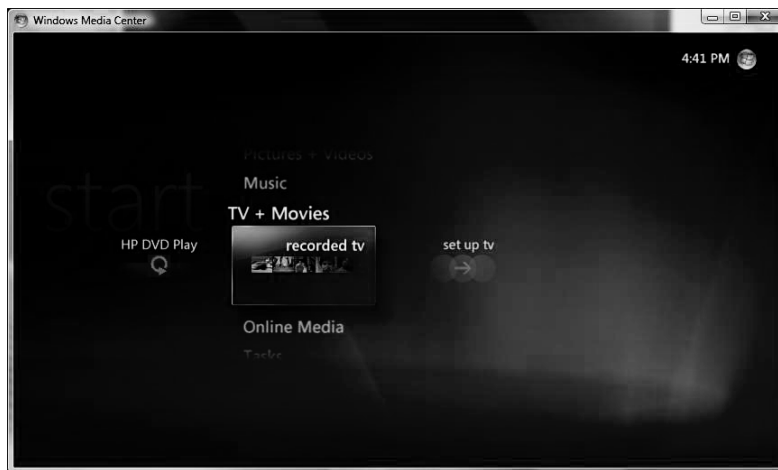 Windows Media Center
4:41 PM
start
Pictures + Videos
Music
TV + Movies
HP DVD Play
recorded tv
set up tv
Online Media
Tasks